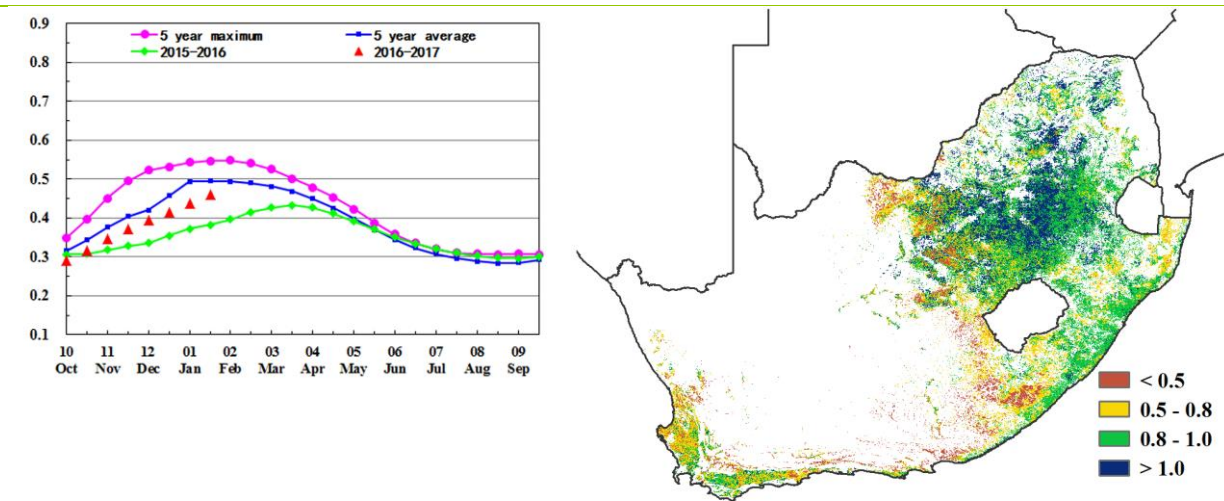 0.9
0.8
0.7
0.6
0.5
0.4
0.3
0.2
0.1
5 year maximum 5 year average
2015-2016 2016-2017
10 11 12 01 02 03 04 05 06 07 08 09
Oct Nov Dec Jan Feb Mar Apr May Jun Jul Aug Sep
< 0.5
0.5 - 0.8
0.8 - 1.0
> 1.0